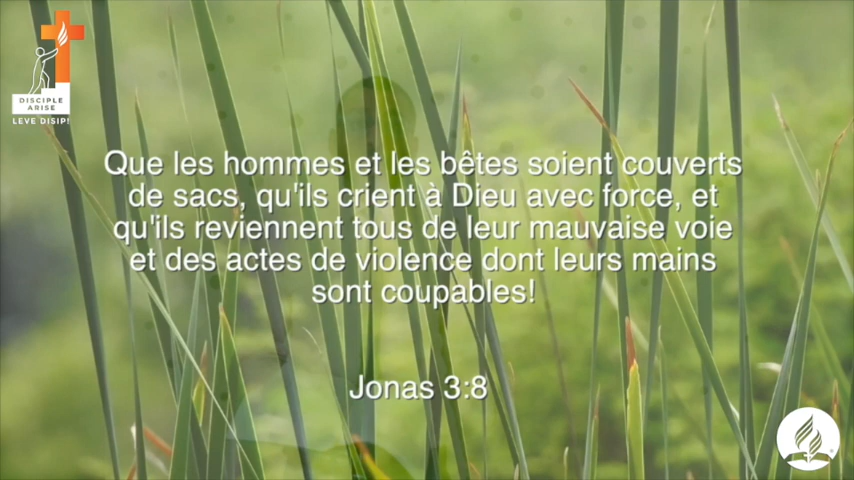 DISCIPLE
ARISE
LEVE DISIP!
Que les hommes et les bêtes soient couverts
de sacs, qu'ils crient à Dieu avec force, et
qu'ils reviennent tous de leur mauvaise voie
et des actes de violence dont leurs mains
sont coupables!
Jonas 3:8